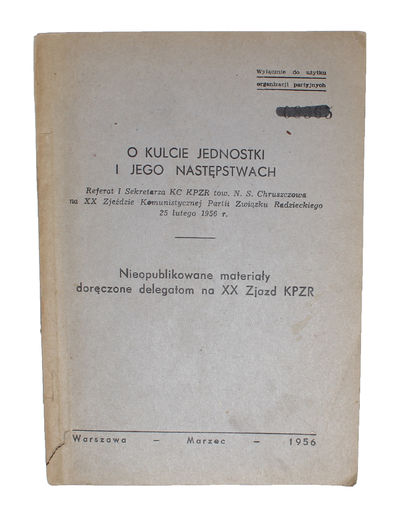 Wyłącznie do użytku
organizacji partyjnych
O KULCIE JEDNOSTKI
I JEGO NASTĘPSTWACH
Referat I Sekretarza KC KPZR tow. N. S. Chruszczowa
na XX Zjeździe Komunistycznej Partii Związku Radzieckiego
25 lutego 1956 r.
Nieopublikowane materiały
doręczone delegatom na XX Zjazd KPZR
Warszawa — Marzec — 1956